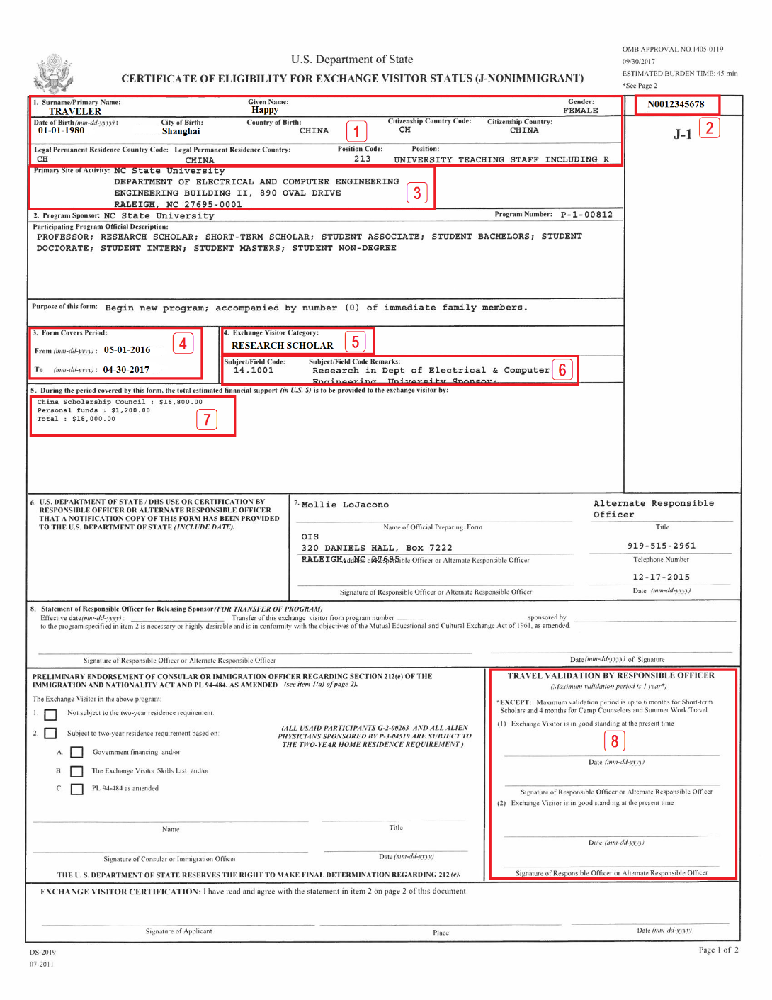 OMB APPROVAL NO.1405-0119
U.S. Department of State
09/30/2017
CERTIFICATE OF ELIGIBILITY FOR EXCHANGE VISITOR STATUS (J-NONIMMIGRANT)
ESTIMATED BURDEN TIME: 45 min
*See Page 2
1. Surname/Primary Name: Given Name: Gender:
TRAVELER Happy FEMALE
N0012345678
Date of Birth(mm-dd-yyyy): City of Birth: Country of Birth: Citizenship Country Code: Citizenship Country:
01-01-1980 Shanghai CHINA CH CHINA
1
2
J-1
Legal Permanent Residence Country Code: Legal Permanent Residence Country: Position Code: Position:
CH CHINA 213 UNIVERSITY TEACHING STAFF INCLUDING R
Primary Site of Activity: NC State University
DEPARTMENT OF ELECTRICAL AND COMPUTER ENGINEERING
ENGINEERING BUILDING II, 890 OVAL DRIVE
RALEIGH, NC 27695-0001
3
2. Program Sponsor: NC State University Program Number: P-1-00812
Participating Program Official Description:
PROFESSOR; RESEARCH SCHOLAR; SHORT-TERM SCHOLAR; STUDENT ASSOCIATE; STUDENT BACHELORS; STUDENT
DOCTORATE; STUDENT INTERN; STUDENT MASTERS; STUDENT NON-DEGREE
Purpose of this form: Begin new program; accompanied by number (0) of immediate family members.
3. Form Covers Period:
From (mm-dd-yyyy) : 05-01-2016
To (mm-dd-yyyy) : 04-30-2017
4
4. Exchange Visitor Category:
RESEARCH SCHOLAR
5
Subject/Field Code: Subject/Field Code Remarks:
14.1001 Research in Dept of Electrical & Computer
Engineering, University Sponsor,
6
5. During the period covered by this form, the total estimated financial support (in U.S. $) is to be provided to the exchange visitor by:
China Scholarship Council : $16,800.00
Personal funds : $1,200.00
Total : $18,000.00
7
6. U.S. DEPARTMENT OF STATE / DHS USE OR CERTIFICATION BY
RESPONSIBLE OFFICER OR ALTERNATE RESPONSIBLE OFFICER
THAT A NOTIFICATION COPY OF THIS FORM HAS BEEN PROVIDED
TO THE U.S. DEPARTMENT OF STATE (INCLUDE DATE).
7. Mollie LoJacono
Alternate Responsible
Officer
Name of Official Preparing Form Title
OIS
320 DANIELS HALL, Box 7222
919-515-2961
RALEIGH, NC 27695
Address of Responsible Officer or Alternate Responsible Officer Telephone Number
12-17-2015
Signature of Responsible Officer or Alternate Responsible Officer Date (mm-dd-yyyy)
8. Statement of Responsible Officer for Releasing Sponsor(FOR TRANSFER OF PROGRAM)
Effective date(mm-dd-yyyy) : Transfer of this exchange visitor from program number sponsored by
to the program specified in item 2 is necessary or highly desirable and is in conformity with the objectives of the Mutual Educational and Cultural Exchange Act of 1961, as amended.
Signature of Responsible Officer or Alternate Responsible Officer Date(mm-dd-yyyy) of Signature
PRELIMINARY ENDORSEMENT OF CONSULAR OR IMMIGRATION OFFICER REGARDING SECTION 212(e) OF THE
IMMIGRATION AND NATIONALITY ACT AND PL 94-484, AS AMENDED (see item 1(a) of page 2).
The Exchange Visitor in the above program:
1. Not subject to the two-year residence requirement.
2. Subject to two-year residence requirement based on:
A. Government financing and/or
B. The Exchange Visitor Skills List and/or
C. PL 94-484 as amended
(ALL USAID PARTICIPANTS G-2-00263 AND ALL ALIEN
PHYSICIANS SPONSORED BY P-3-04510 ARE SUBJECT TO
THE TWO-YEAR HOME RESIDENCE REQUIREMENT )
Name Title
Signature of Consular or Immigration Officer Date (mm-dd-yyyy)
THE U. S. DEPARTMENT OF STATE RESERVES THE RIGHT TO MAKE FINAL DETERMINATION REGARDING 212 (e).
TRAVEL VALIDATION BY RESPONSIBLE OFFICER
(Maximum validation period is 1 year*)
*EXCEPT: Maximum validation period is up to 6 months for Short-term
Scholars and 4 months for Camp Counselors and Summer Work/Travel.
(1) Exchange Visitor is in good standing at the present time
8
Date (mm-dd-yyyy)
Signature of Responsible Officer or Alternate Responsible Officer
(2) Exchange Visitor is in good standing at the present time
Date (mm-dd-yyyy)
Signature of Responsible Officer or Alternate Responsible Officer
EXCHANGE VISITOR CERTIFICATION: I have read and agree with the statement in item 2 on page 2 of this document.
Signature of Applicant Place Date (mm-dd-yyyy)
DS-2019
07-2011
Page 1 of 2